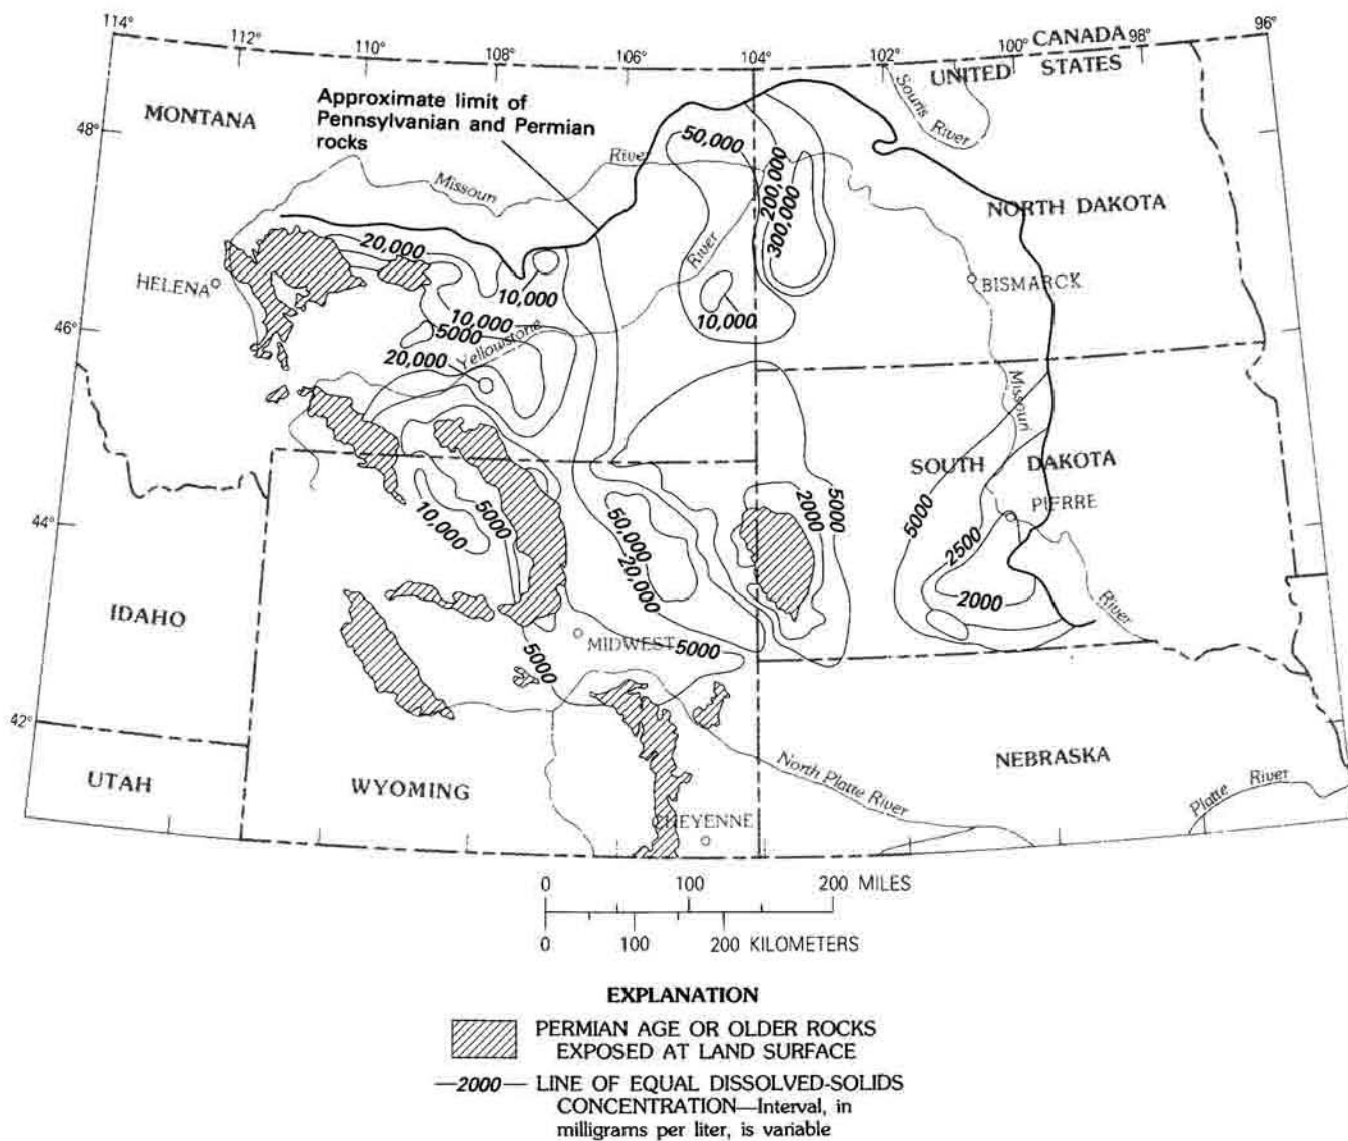 114°
112°
110°
108°
106°
104°
102°
100°
98°
96°
CANADA
UNITED STATES
MONTANA
Approximate limit of
Pennsylvanian and Permian
rocks
Souris
River
48°
50,000
River
Missouri
200,000
300,000
NORTH DAKOTA
20,000
River
HELENA
10,000
BISMARCK
10,000
10,000
46°
5000
Yellowstone
20,000
Missouri
SOUTH DAKOTA
5000
2000
5000
PIERRE
10,000
5000
50,000
44°
2500
20,000
2000
River
IDAHO
MIDWEST
5000
5000
42°
NEBRASKA
North Platte River
Platte River
UTAH
WYOMING
CHEYENNE
0 100 200 MILES
0 100 200 KILOMETERS
EXPLANATION
PERMIAN AGE OR OLDER ROCKS
EXPOSED AT LAND SURFACE
—2000— LINE OF EQUAL DISSOLVED-SOLIDS
CONCENTRATION—Interval, in
milligrams per liter, is variable